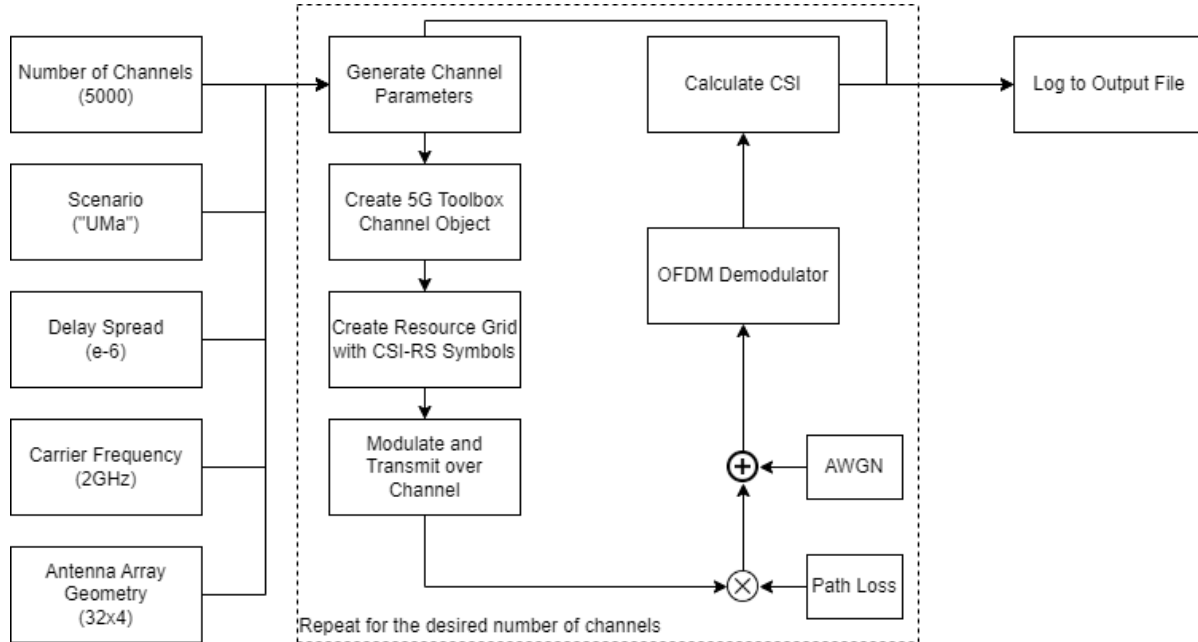 Number of Channels
(5000)
Scenario
("UMa")
Delay Spread
(e-6)
Carrier Frequency
(2GHz)
Antenna Array
Geometry
(32x4)
Generate Channel
Parameters
Create 5G Toolbox
Channel Object
Create Resource Grid
with CSI-RS Symbols
Modulate and
Transmit over
Channel
Path Loss
AWGN
OFDM Demodulator
Calculate CSI
Log to Output File
Repeat for the desired number of channels